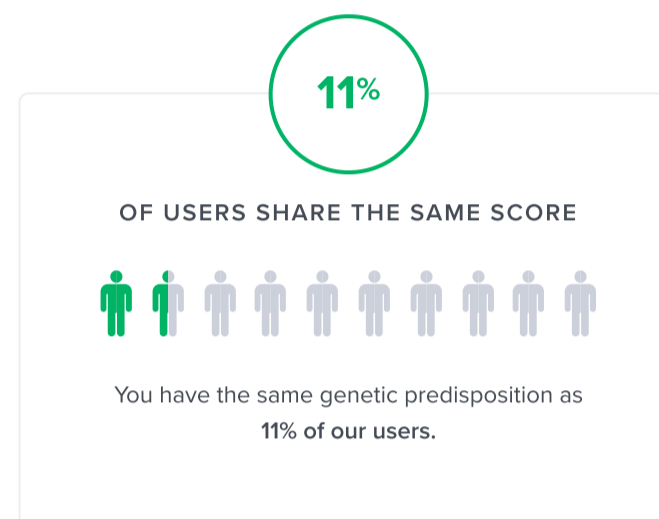 11%
OF USERS SHARE THE SAME SCORE
You have the same genetic predisposition as
11% of our users.